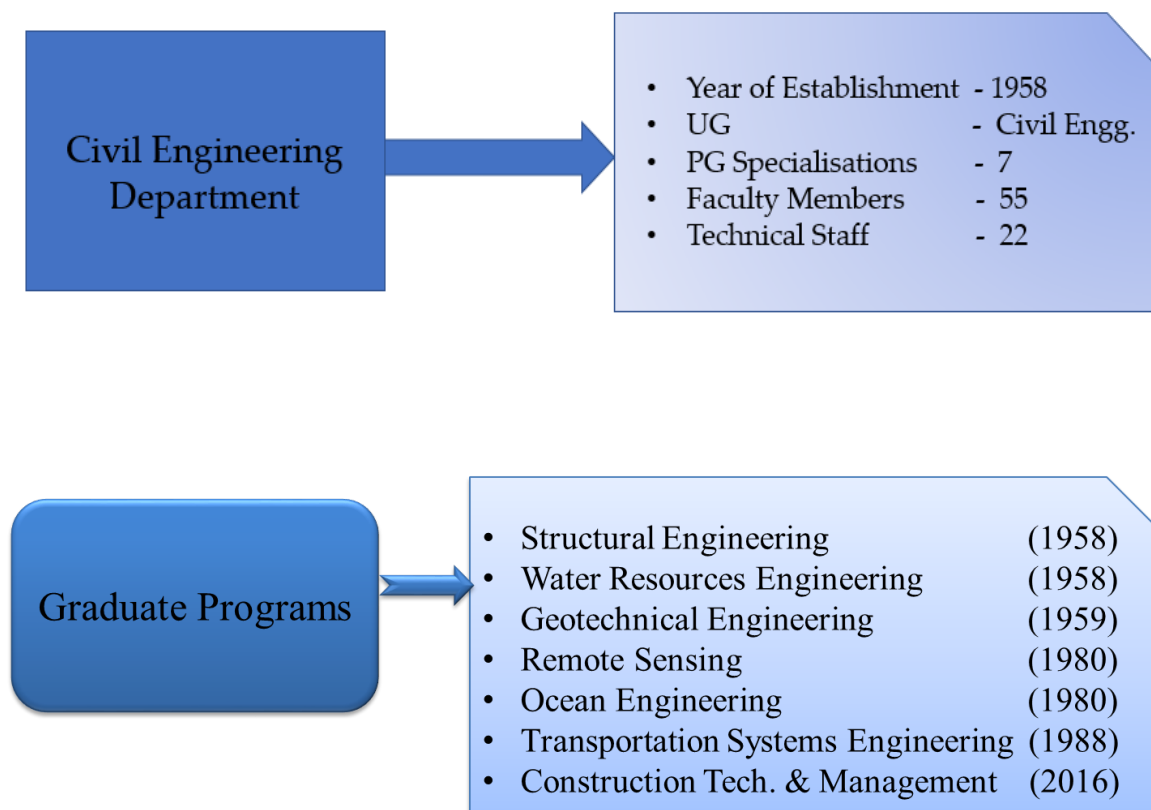 Civil Engineering
Department
• Year of Establishment - 1958
• UG - Civil Engg.
• PG Specialisations - 7
• Faculty Members - 55
• Technical Staff - 22
Graduate Programs
• Structural Engineering (1958)
• Water Resources Engineering (1958)
• Geotechnical Engineering (1959)
• Remote Sensing (1980)
• Ocean Engineering (1980)
• Transportation Systems Engineering (1988)
• Construction Tech. & Management (2016)